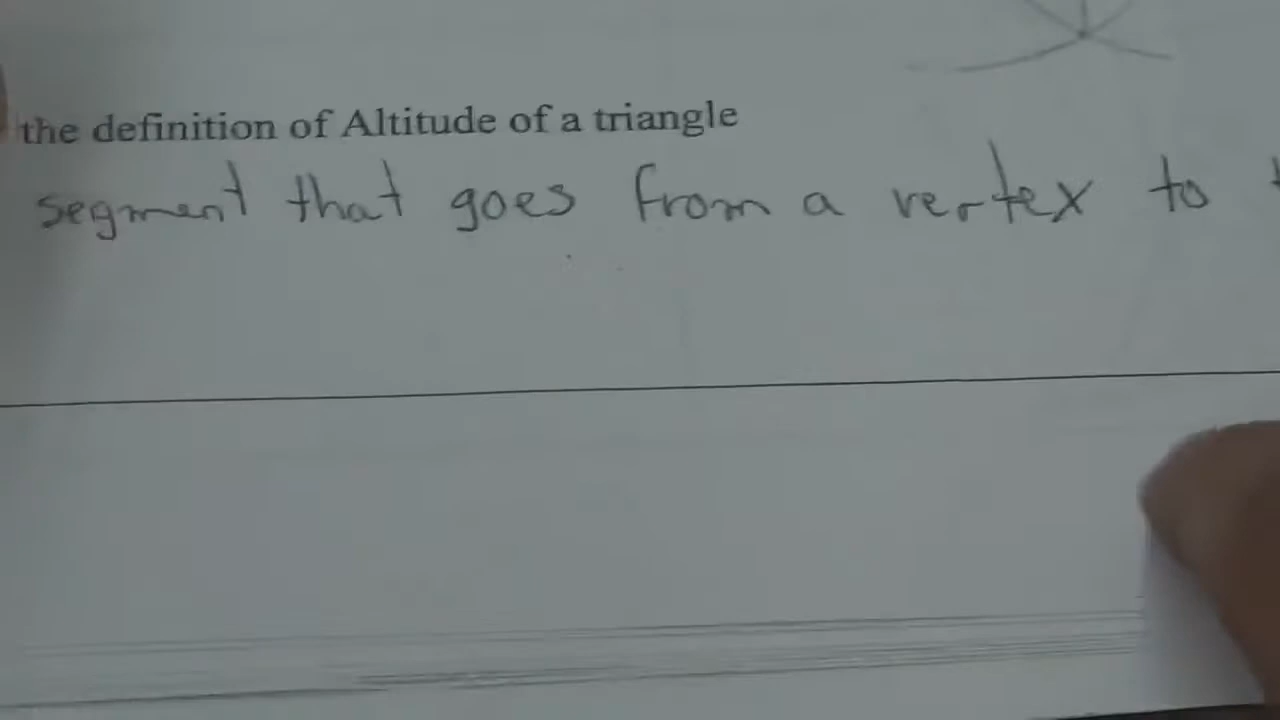 the definition of Altitude of a triangle
segment that goes from a vertex to